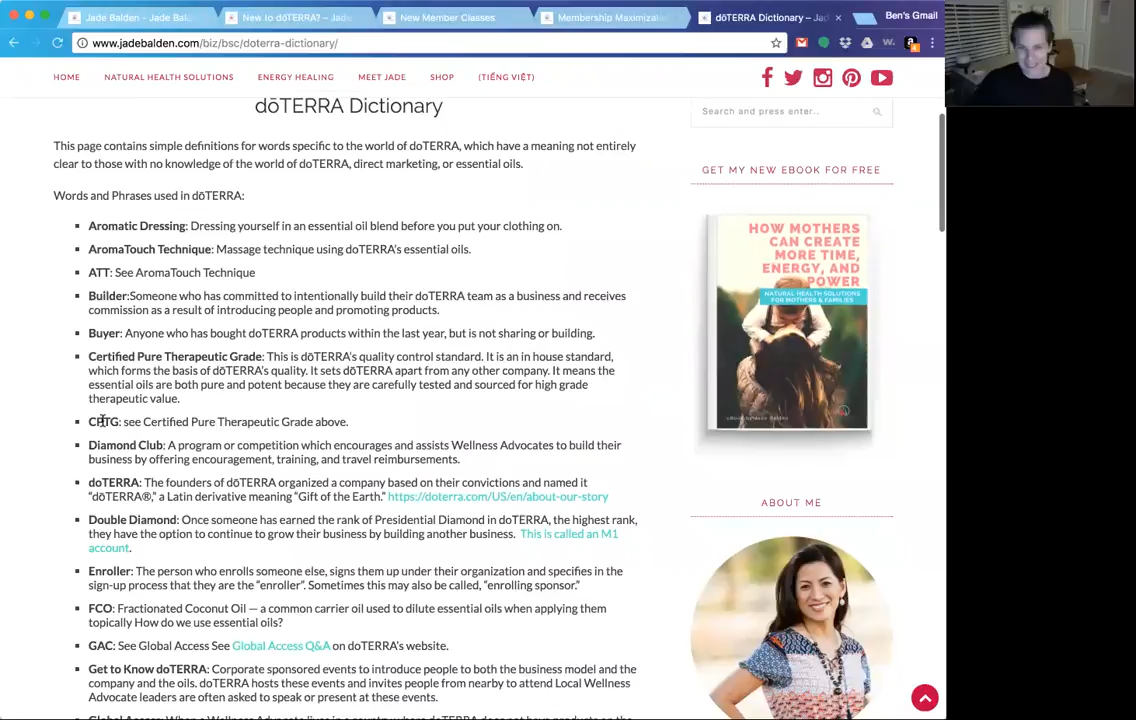 Jade Balden - Jade Bal
New to dōTERRA? – Jad
New Member Classes
Membership Maximizati
dōTERRA Dictionary
Ben's Gmail
www.jadebalden.com/biz/bsc/doterra-dictionary/
HOME NATURAL HEALTH SOLUTIONS ENERGY HEALING MEET JADE SHOP (TIẾNG VIỆT)
dōTERRA Dictionary
Search and press enter..
This page contains simple definitions for words specific to the world of doTERRA, which have a meaning not entirely
clear to those with no knowledge of the world of doTERRA, direct marketing, or essential oils.
Words and Phrases used in dōTERRA:
Aromatic Dressing: Dressing yourself in an essential oil blend before you put your clothing on.
AromaTouch Technique: Massage technique using doTERRA's essential oils.
ATT: See AromaTouch Technique
Builder:Someone who has committed to intentionally build their doTERRA team as a business and receives
commission as a result of introducing people and promoting products.
Buyer: Anyone who has bought doTERRA products within the last year, but is not sharing or building.
Certified Pure Therapeutic Grade: This is dōTERRA's quality control standard. It is an in house standard,
which forms the basis of dōTERRA's quality. It sets dōTERRA apart from any other company. It means the
essential oils are both pure and potent because they are carefully tested and sourced for high grade
therapeutic value.
CPTG: see Certified Pure Therapeutic Grade above.
Diamond Club: A program or competition which encourages and assists Wellness Advocates to build their
business by offering encouragement, training, and travel reimbursements.
doTERRA: The founders of dōTERRA organized a company based on their convictions and named it
"dōTERRA®," a Latin derivative meaning "Gift of the Earth." https://doterra.com/US/en/about-our-story
Double Diamond: Once someone has earned the rank of Presidential Diamond in doTERRA, the highest rank,
they have the option to continue to grow their business by building another business. This is called an M1
account.
Enroller: The person who enrolls someone else, signs them up under their organization and specifies in the
sign-up process that they are the "enroller". Sometimes this may also be called, "enrolling sponsor."
FCO: Fractionated Coconut Oil — a common carrier oil used to dilute essential oils when applying them
topically How do we use essential oils?
GAC: See Global Access See Global Access Q&A on doTERRA's website.
Get to Know doTERRA: Corporate sponsored events to introduce people to both the business model and the
company and the oils. doTERRA hosts these events and invites people from nearby to attend Local Wellness
Advocate leaders are often asked to speak or present at these events.
GET MY NEW EBOOK FOR FREE
HOW MOTHERS
CAN CREATE
MORE TIME,
ENERGY, AND
POWER
NATURAL HEALTH SOLUTIONS
FOR MOTHERS & FAMILIES
ABOUT ME